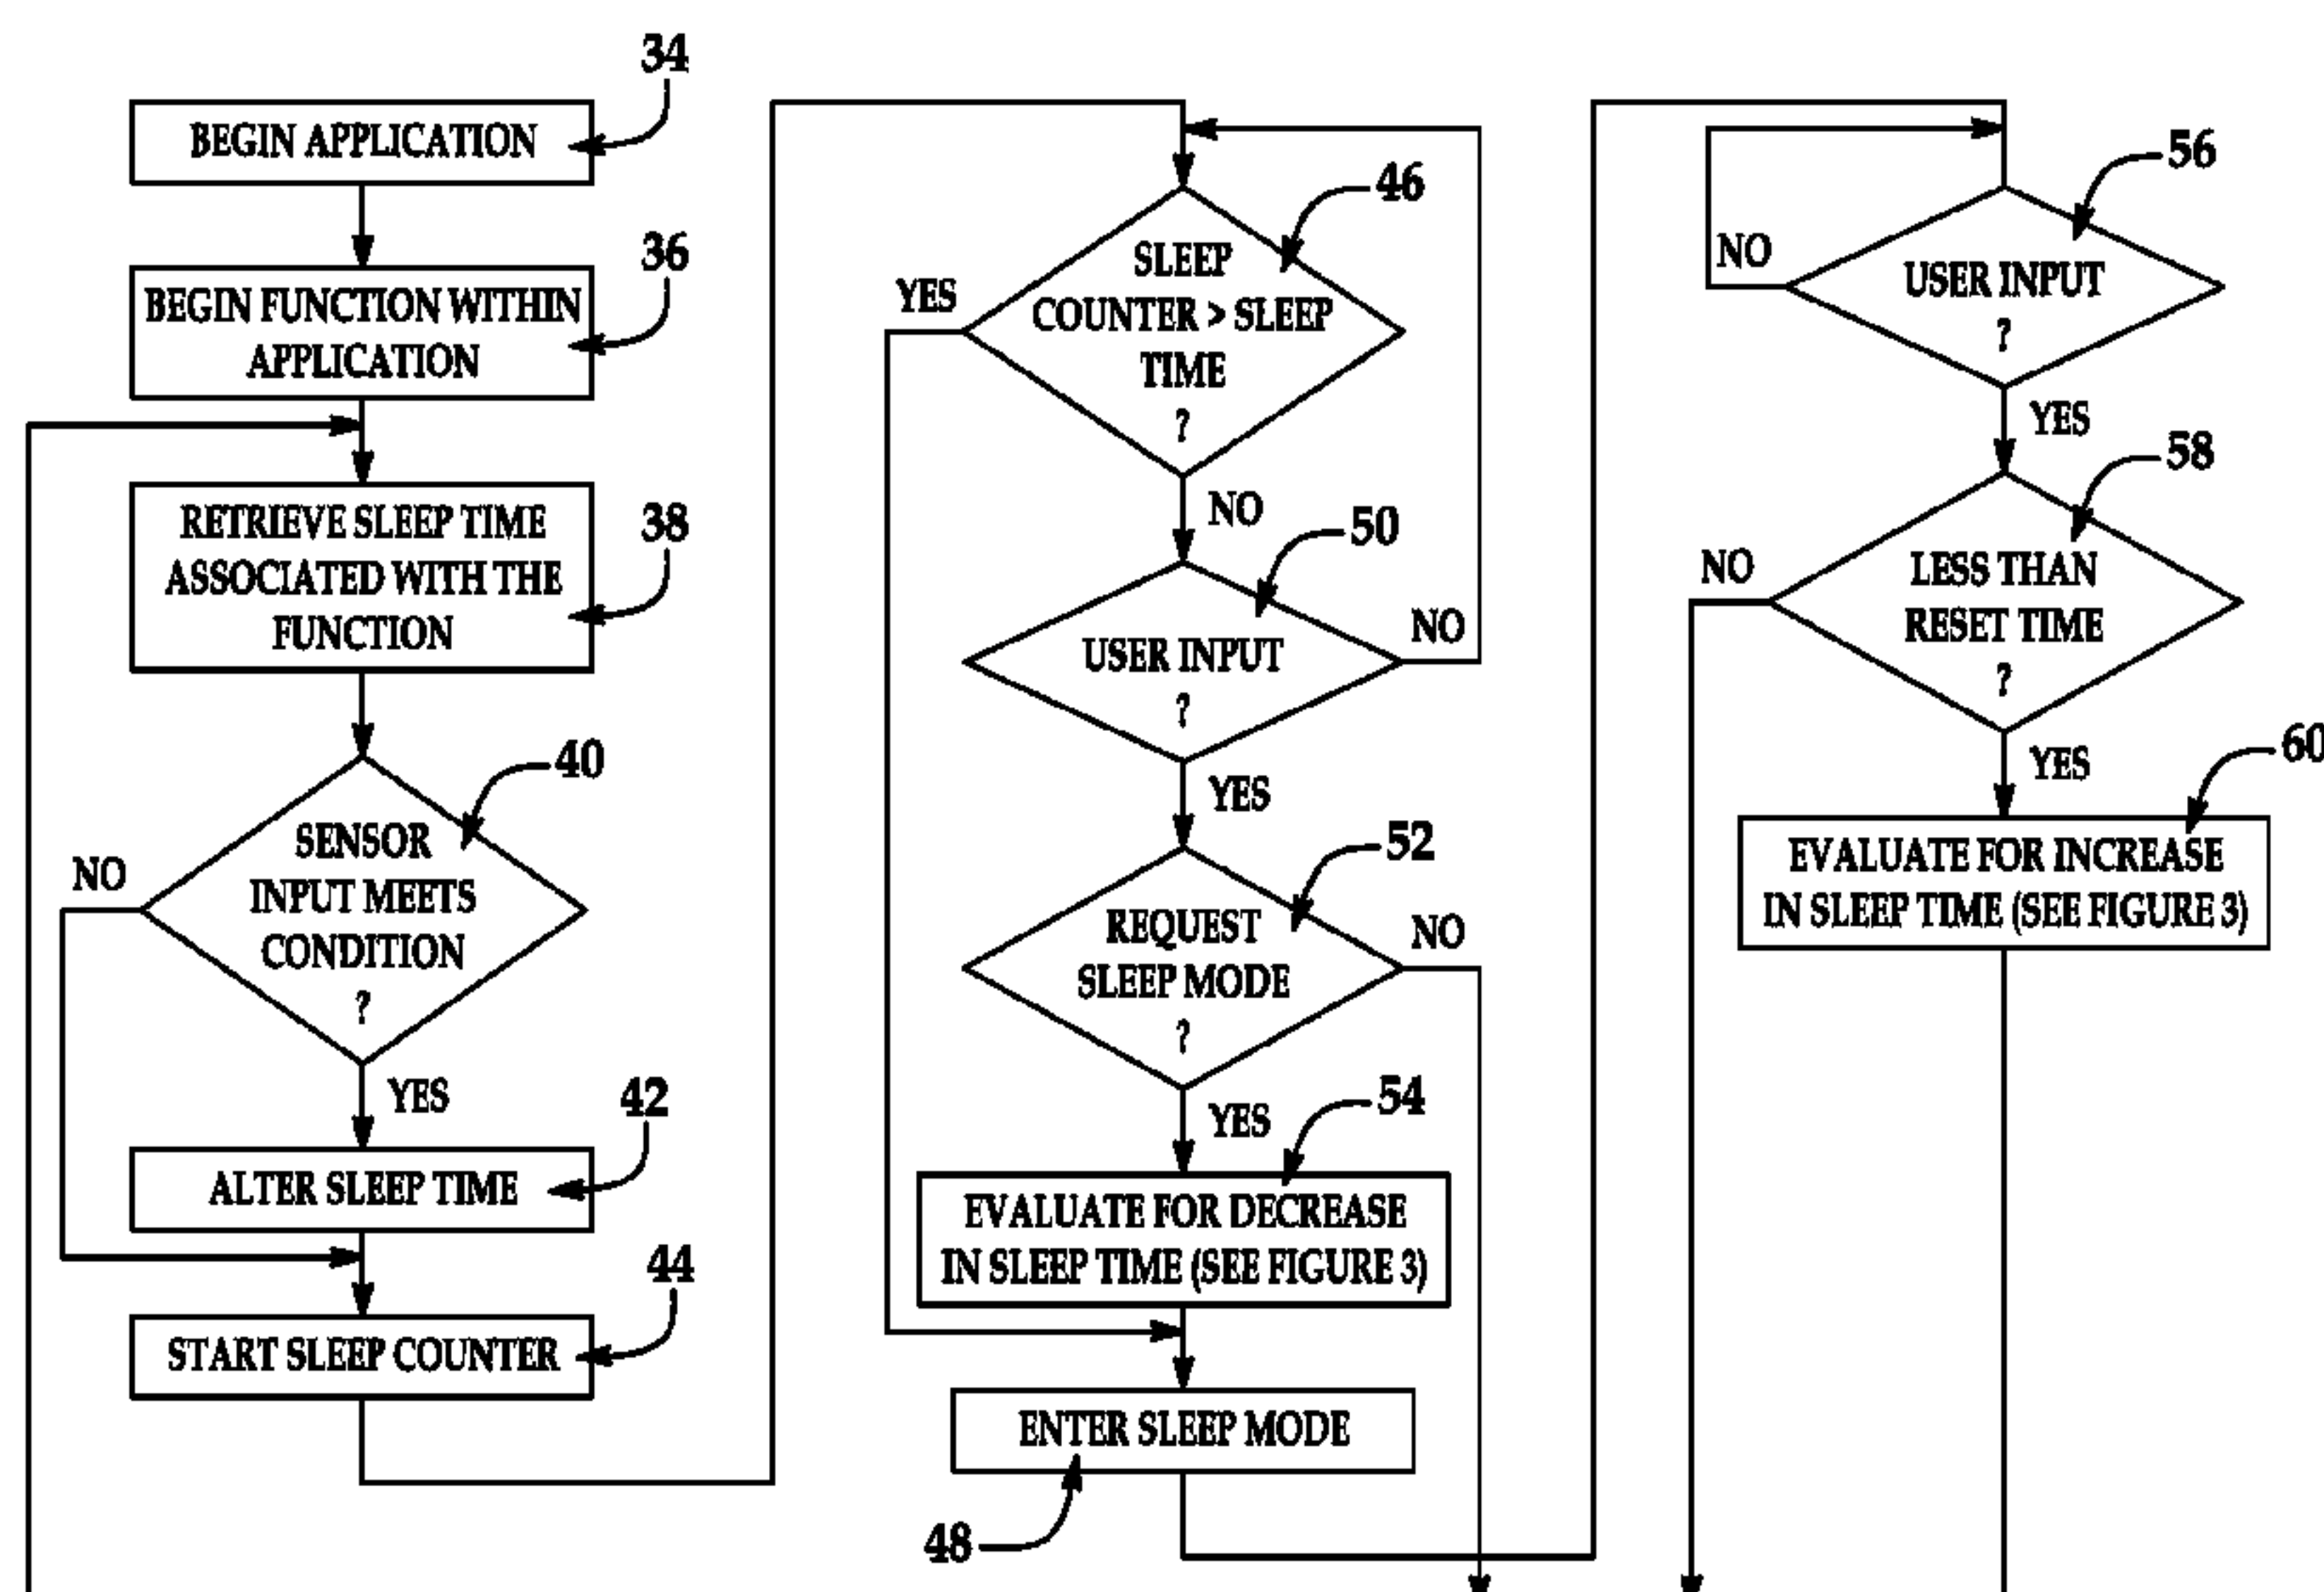 34
BEGIN APPLICATION
36
BEGIN FUNCTION WITHIN
APPLICATION
38
RETRIEVE SLEEP TIME
ASSOCIATED WITH THE
FUNCTION
40
SENSOR
INPUT MEETS
CONDITION
?
NO
YES
42
ALTER SLEEP TIME
44
START SLEEP COUNTER
46
SLEEP
COUNTER > SLEEP
TIME
?
YES
NO
50
USER INPUT
?
NO
YES
52
REQUEST
SLEEP MODE
?
NO
YES
54
EVALUATE FOR DECREASE
IN SLEEP TIME (SEE FIGURE 3)
ENTER SLEEP MODE
48
56
USER INPUT
?
NO
YES
58
LESS THAN
RESET TIME
?
NO
YES
60
EVALUATE FOR INCREASE
IN SLEEP TIME (SEE FIGURE 3)